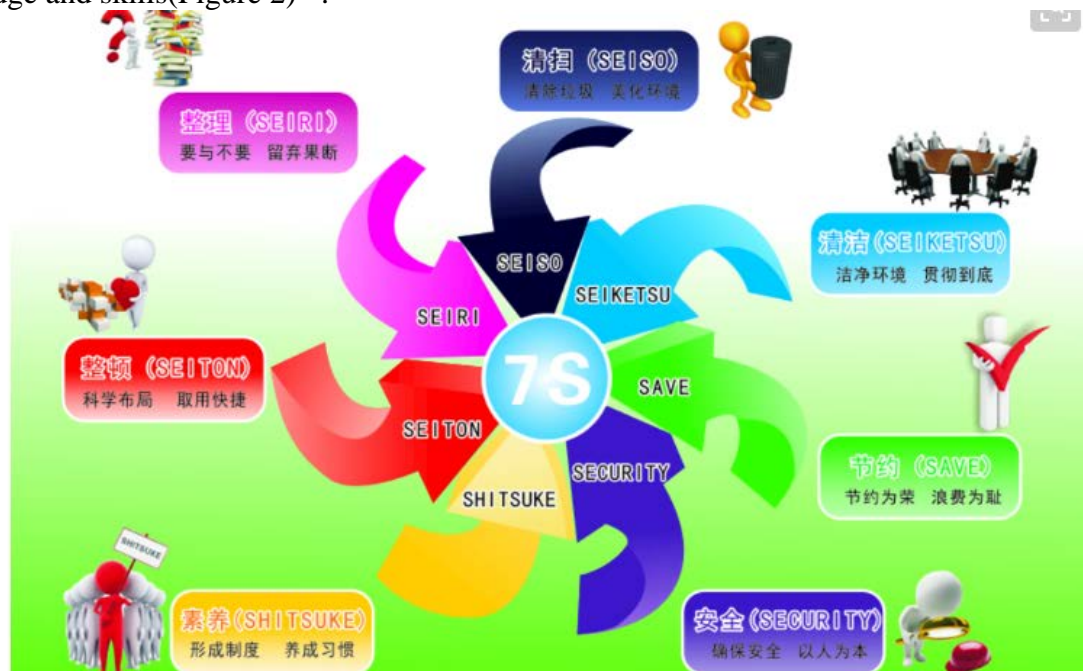 skills(Figure 2)
清扫 (SEISO)
清除垃圾 美化环境
整理 (SEIRI)
要与不要 留弃果断
清洁(SEIKETSU)
洁净环境 贯彻到底
SEISO
SEIKETSU
SEIRI
7S
SAVE
整顿 (SEITON)
科学布局 取用快捷
SEITON
SECURITY
SHITSUKE
节约 (SAVE)
节约为荣 浪费为耻
SHITSUKE
素养(SHITSUKE)
形成制度 养成习惯
安全(SECURITY)
确保安全 以人为本